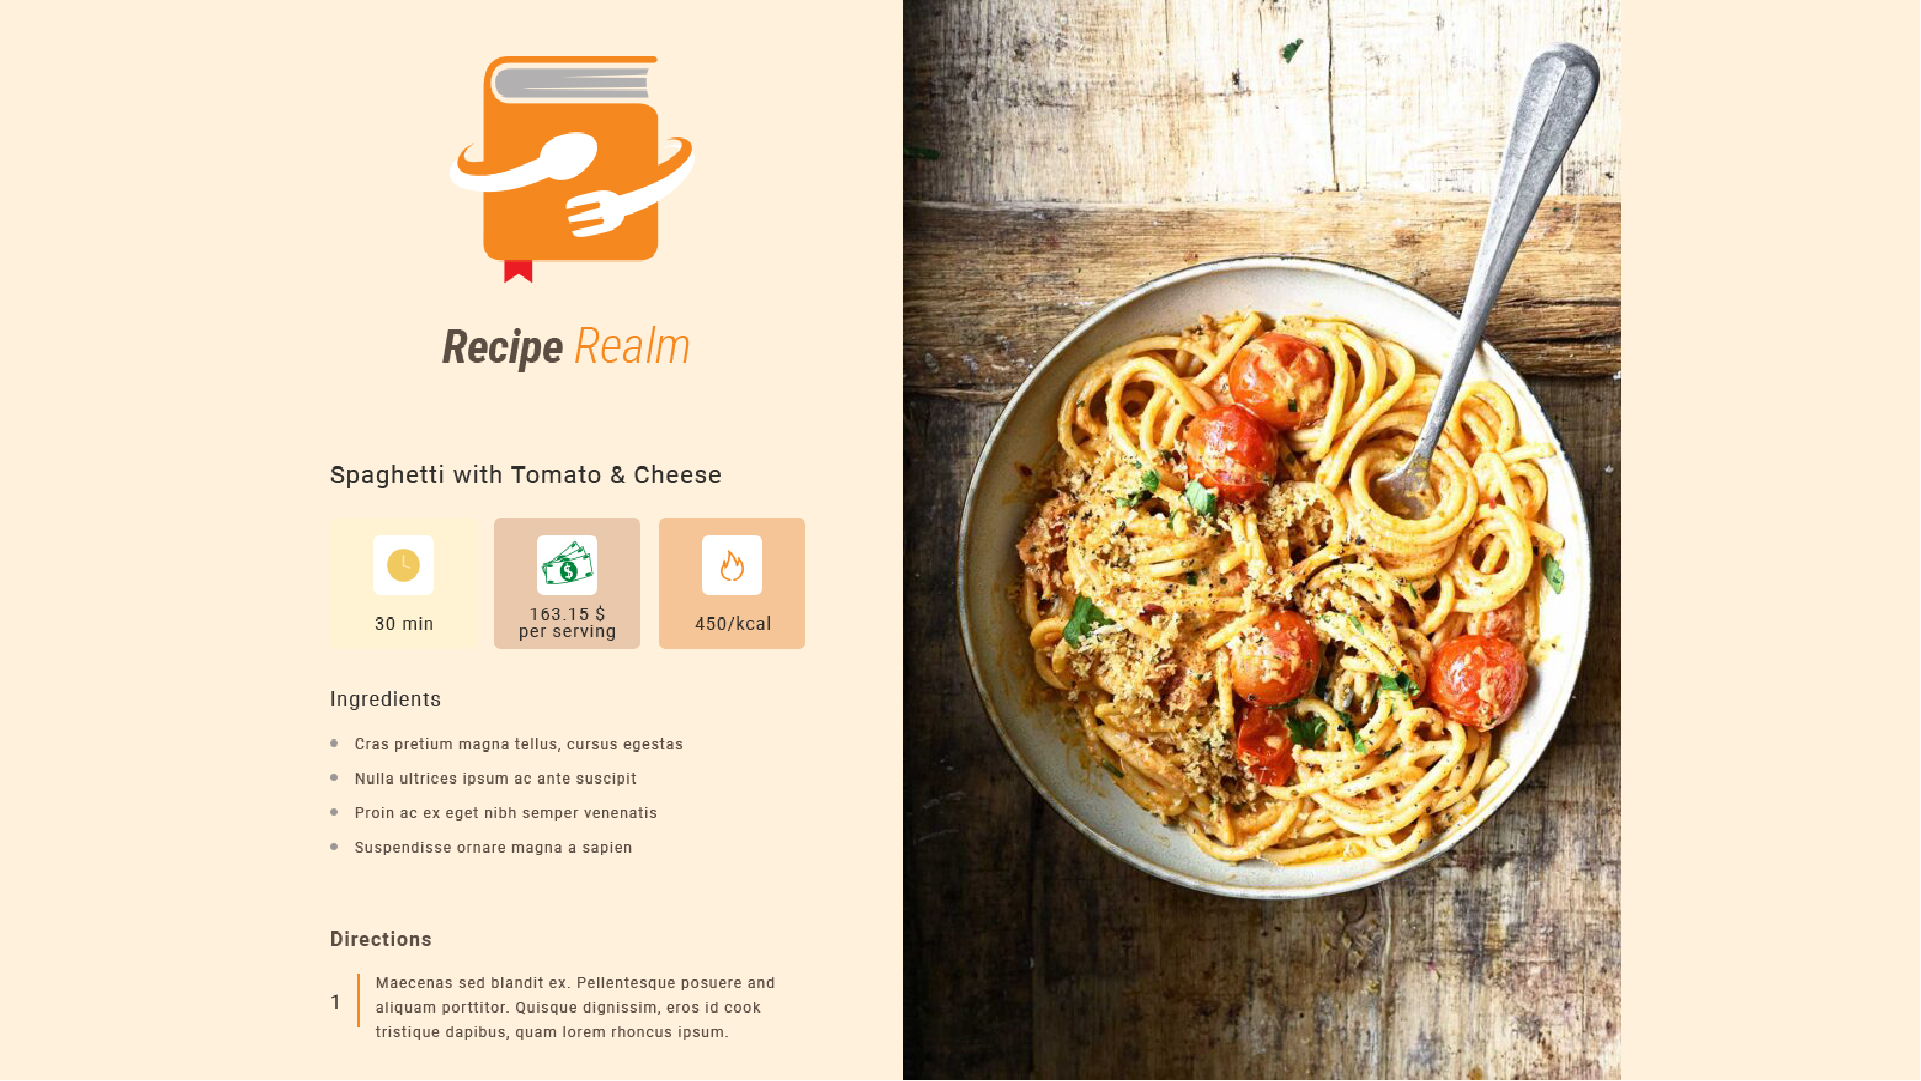 Recipe Realm
Spaghetti with Tomato & Cheese
30 min
163.15 $
per serving
450/kcal
Ingredients
Cras pretium magna tellus, cursus egestas
Nulla ultrices ipsum ac ante suscipit
Proin ac ex eget nibh semper venenatis
Suspendisse ornare magna a sapien
Directions
1
Maecenas sed blandit ex. Pellentesque posuere and
aliquam porttitor. Quisque dignissim, eros id cook
tristique dapibus, quam lorem rhoncus ipsum.